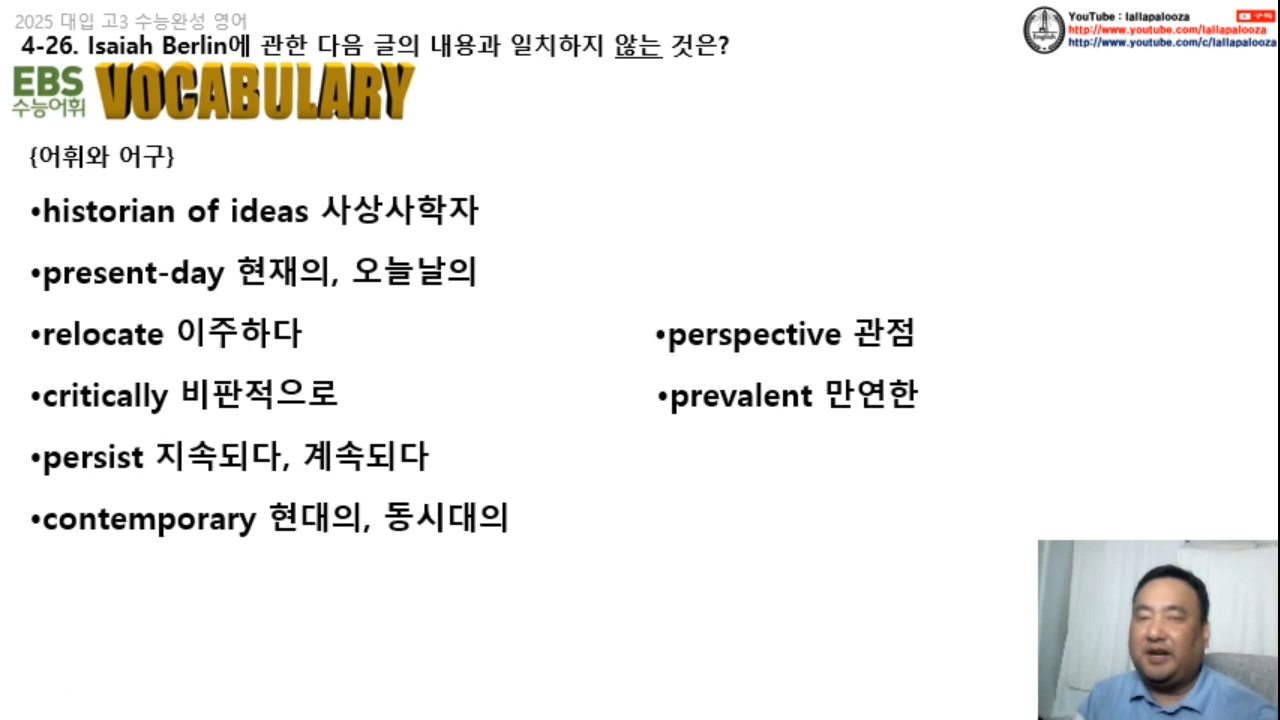 2025 대입 고3 수능완성 영어
4-26. Isaiah Berlin에 관한 다음 글의 내용과 일치하지 않는 것은?
YouTube : lallapalooza
구독
http://www.youtube.com/lallapalooza
http://www.youtube.com/c/lallapalooza
English
EBS
수능어휘
VOCABULARY
{어휘와 어구}
•historian of ideas 사상사학자
•present-day 현재의, 오늘날의
•relocate 이주하다
•perspective 관점
•critically 비판적으로
•prevalent 만연한
•persist 지속되다, 계속되다
•contemporary 현대의, 동시대의